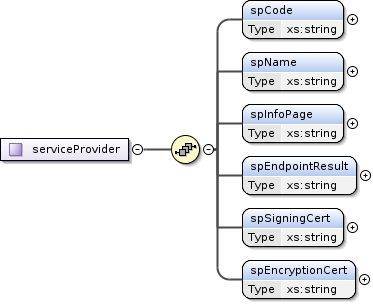 spCode
Type xs:string
spName
Type xs:string
spInfoPage
Type xs:string
serviceProvider
spEndpointResult
Type xs:string
spSigningCert
Type xs:string
spEncryptionCert
Type xs:string